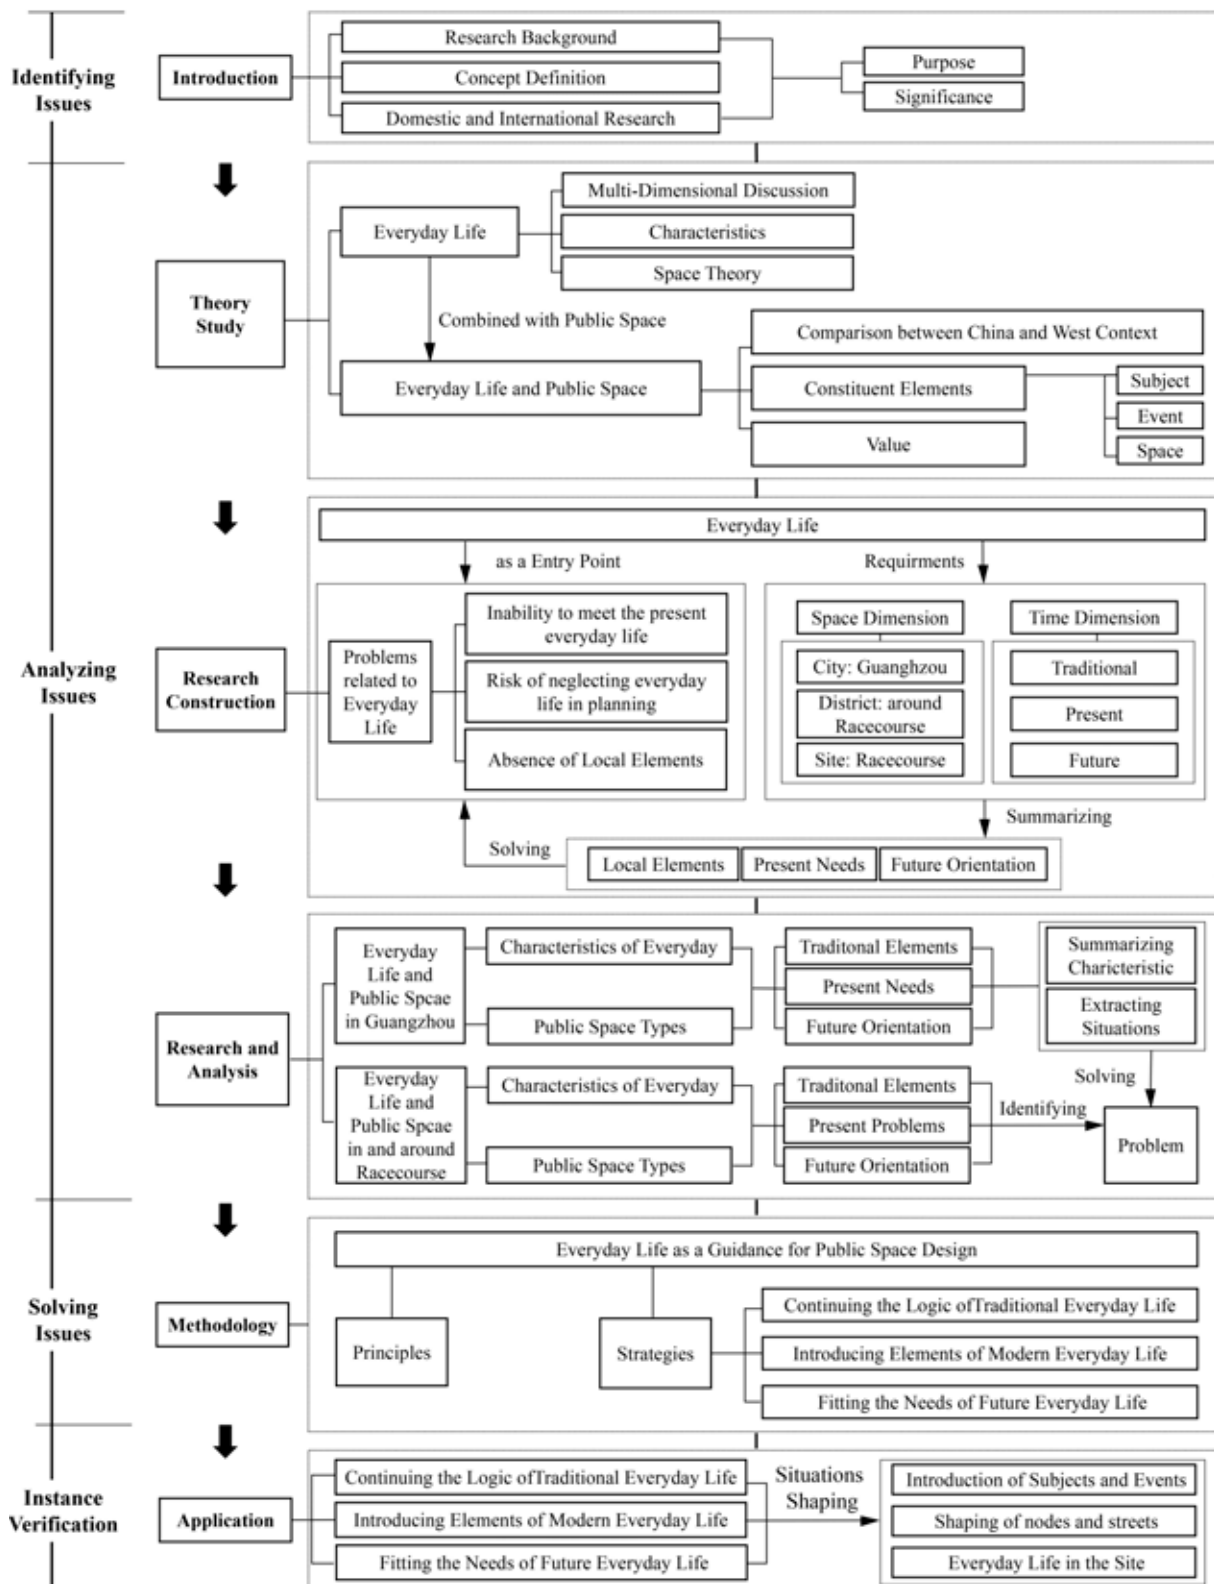 Identifying
Issues
Introduction
Research Background
Concept Definition
Domestic and International Research
Purpose
Significance
Analyzing
Issues
Theory
Study
Everyday Life
Multi-Dimensional Discussion
Characteristics
Space Theory
Combined with Public Space
Everyday Life and Public Space
Comparison between China and West Context
Constituent Elements
Value
Subject
Event
Space
Research
Construction
Everyday Life
as a Entry Point
Requirments
Problems
related to
Everyday
Life
Inability to meet the present
everyday life
Risk of neglecting everyday
life in planning
Absence of Local Elements
Space Dimension
City: Guanghzou
District: around
Racecourse
Site: Racecourse
Time Dimension
Traditional
Present
Future
Summarizing
Solving
Local Elements
Present Needs
Future Orientation
Research and
Analysis
Everyday
Life and
Public Spcae
in Guangzhou
Characteristics of Everyday
Public Space Types
Traditonal Elements
Present Needs
Future Orientation
Summarizing
Charicteristic
Extracting
Situations
Everyday
Life and
Public Spcae
in and around
Racecourse
Characteristics of Everyday
Public Space Types
Traditonal Elements
Present Problems
Future Orientation
Identifying
Solving
Problem
Solving
Issues
Methodology
Everyday Life as a Guidance for Public Space Design
Principles
Strategies
Continuing the Logic ofTraditional Everyday Life
Introducing Elements of Modern Everyday Life
Fitting the Needs of Future Everyday Life
Instance
Verification
Application
Continuing the Logic ofTraditional Everyday Life
Introducing Elements of Modern Everyday Life
Fitting the Needs of Future Everyday Life
Situations
Shaping
Introduction of Subjects and Events
Shaping of nodes and streets
Everyday Life in the Site